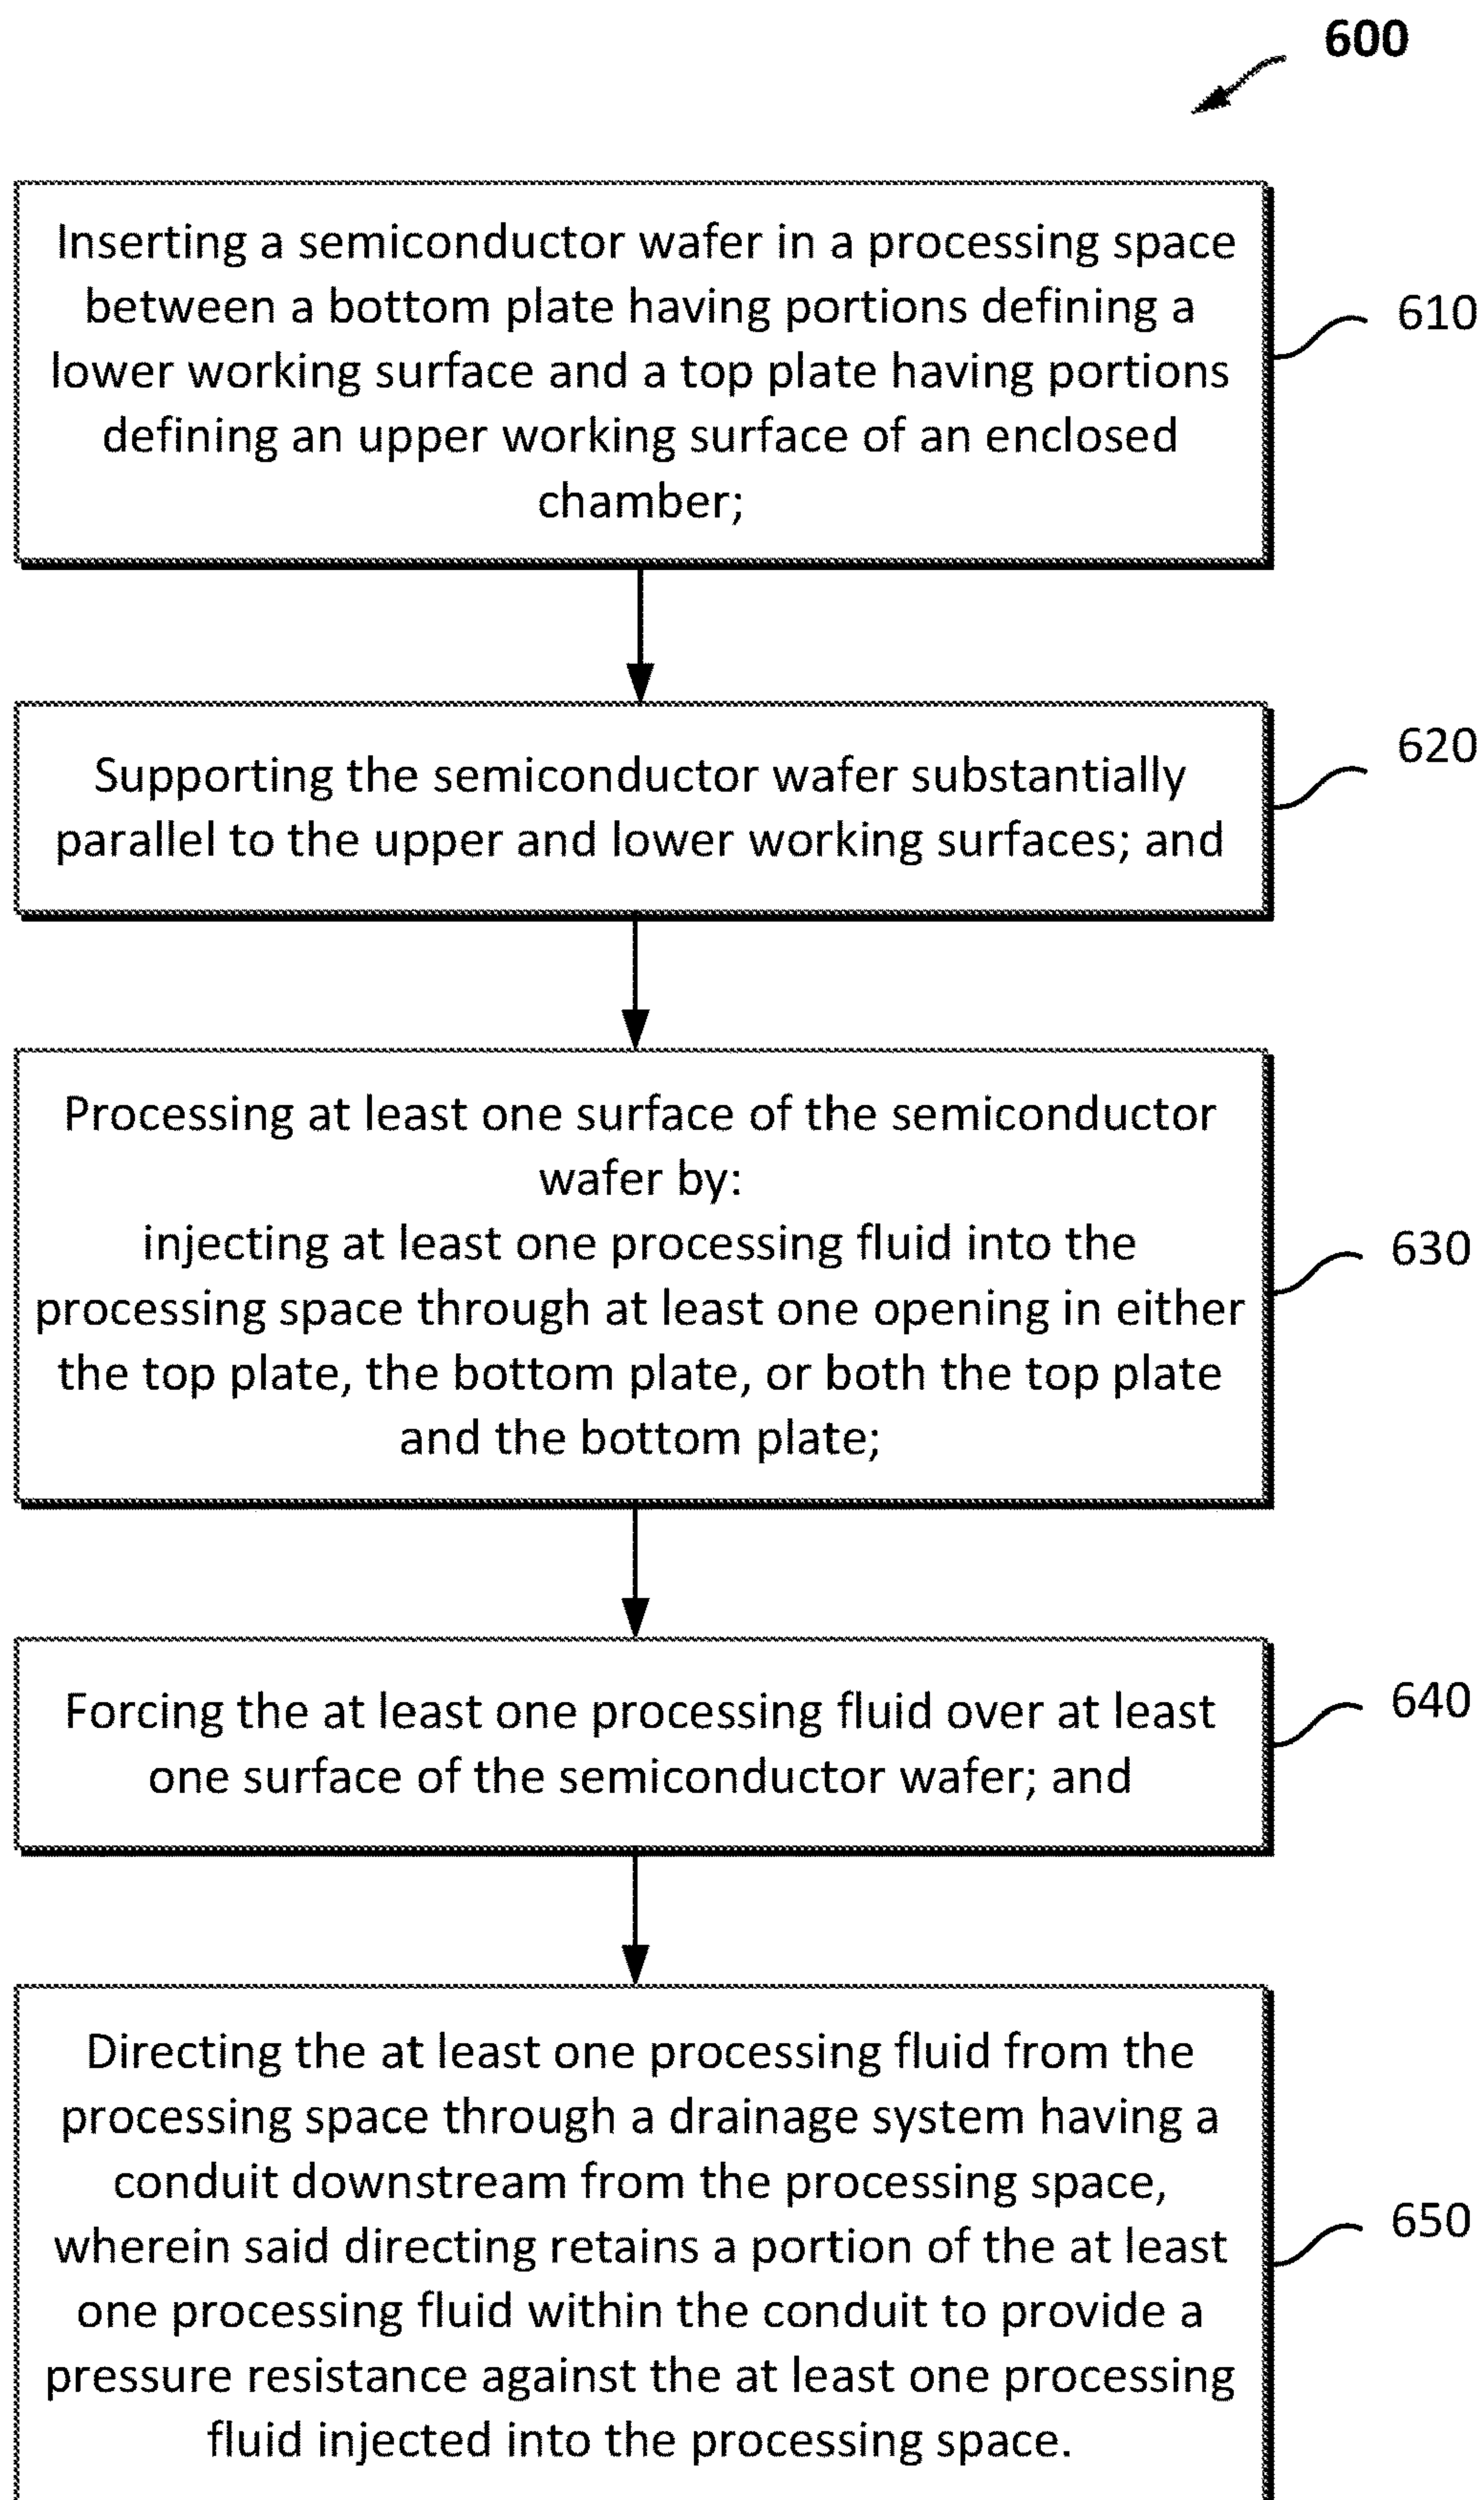 600
Inserting a semiconductor wafer in a processing space
between a bottom plate having portions defining a
lower working surface and a top plate having portions
defining an upper working surface of an enclosed
chamber;
610
Supporting the semiconductor wafer substantially
parallel to the upper and lower working surfaces; and
620
Processing at least one surface of the semiconductor
wafer by:
injecting at least one processing fluid into the
processing space through at least one opening in either
the top plate, the bottom plate, or both the top plate
and the bottom plate;
630
Forcing the at least one processing fluid over at least
one surface of the semiconductor wafer; and
640
Directing the at least one processing fluid from the
processing space through a drainage system having a
conduit downstream from the processing space,
wherein said directing retains a portion of the at least
one processing fluid within the conduit to provide a
pressure resistance against the at least one processing
fluid injected into the processing space.
650